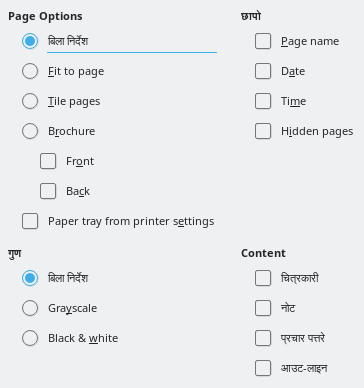 Page Options
बिला निर्देश
Fit to page
Tile pages
Brochure
Front
Back
Paper tray from printer settings
छापो
Page name
Date
Time
Hidden pages
गुण
बिला निर्देश
Grayscale
Black & white
Content
चित्रकारी
नोट
प्रचार पत्तरे
आउट-लाइन